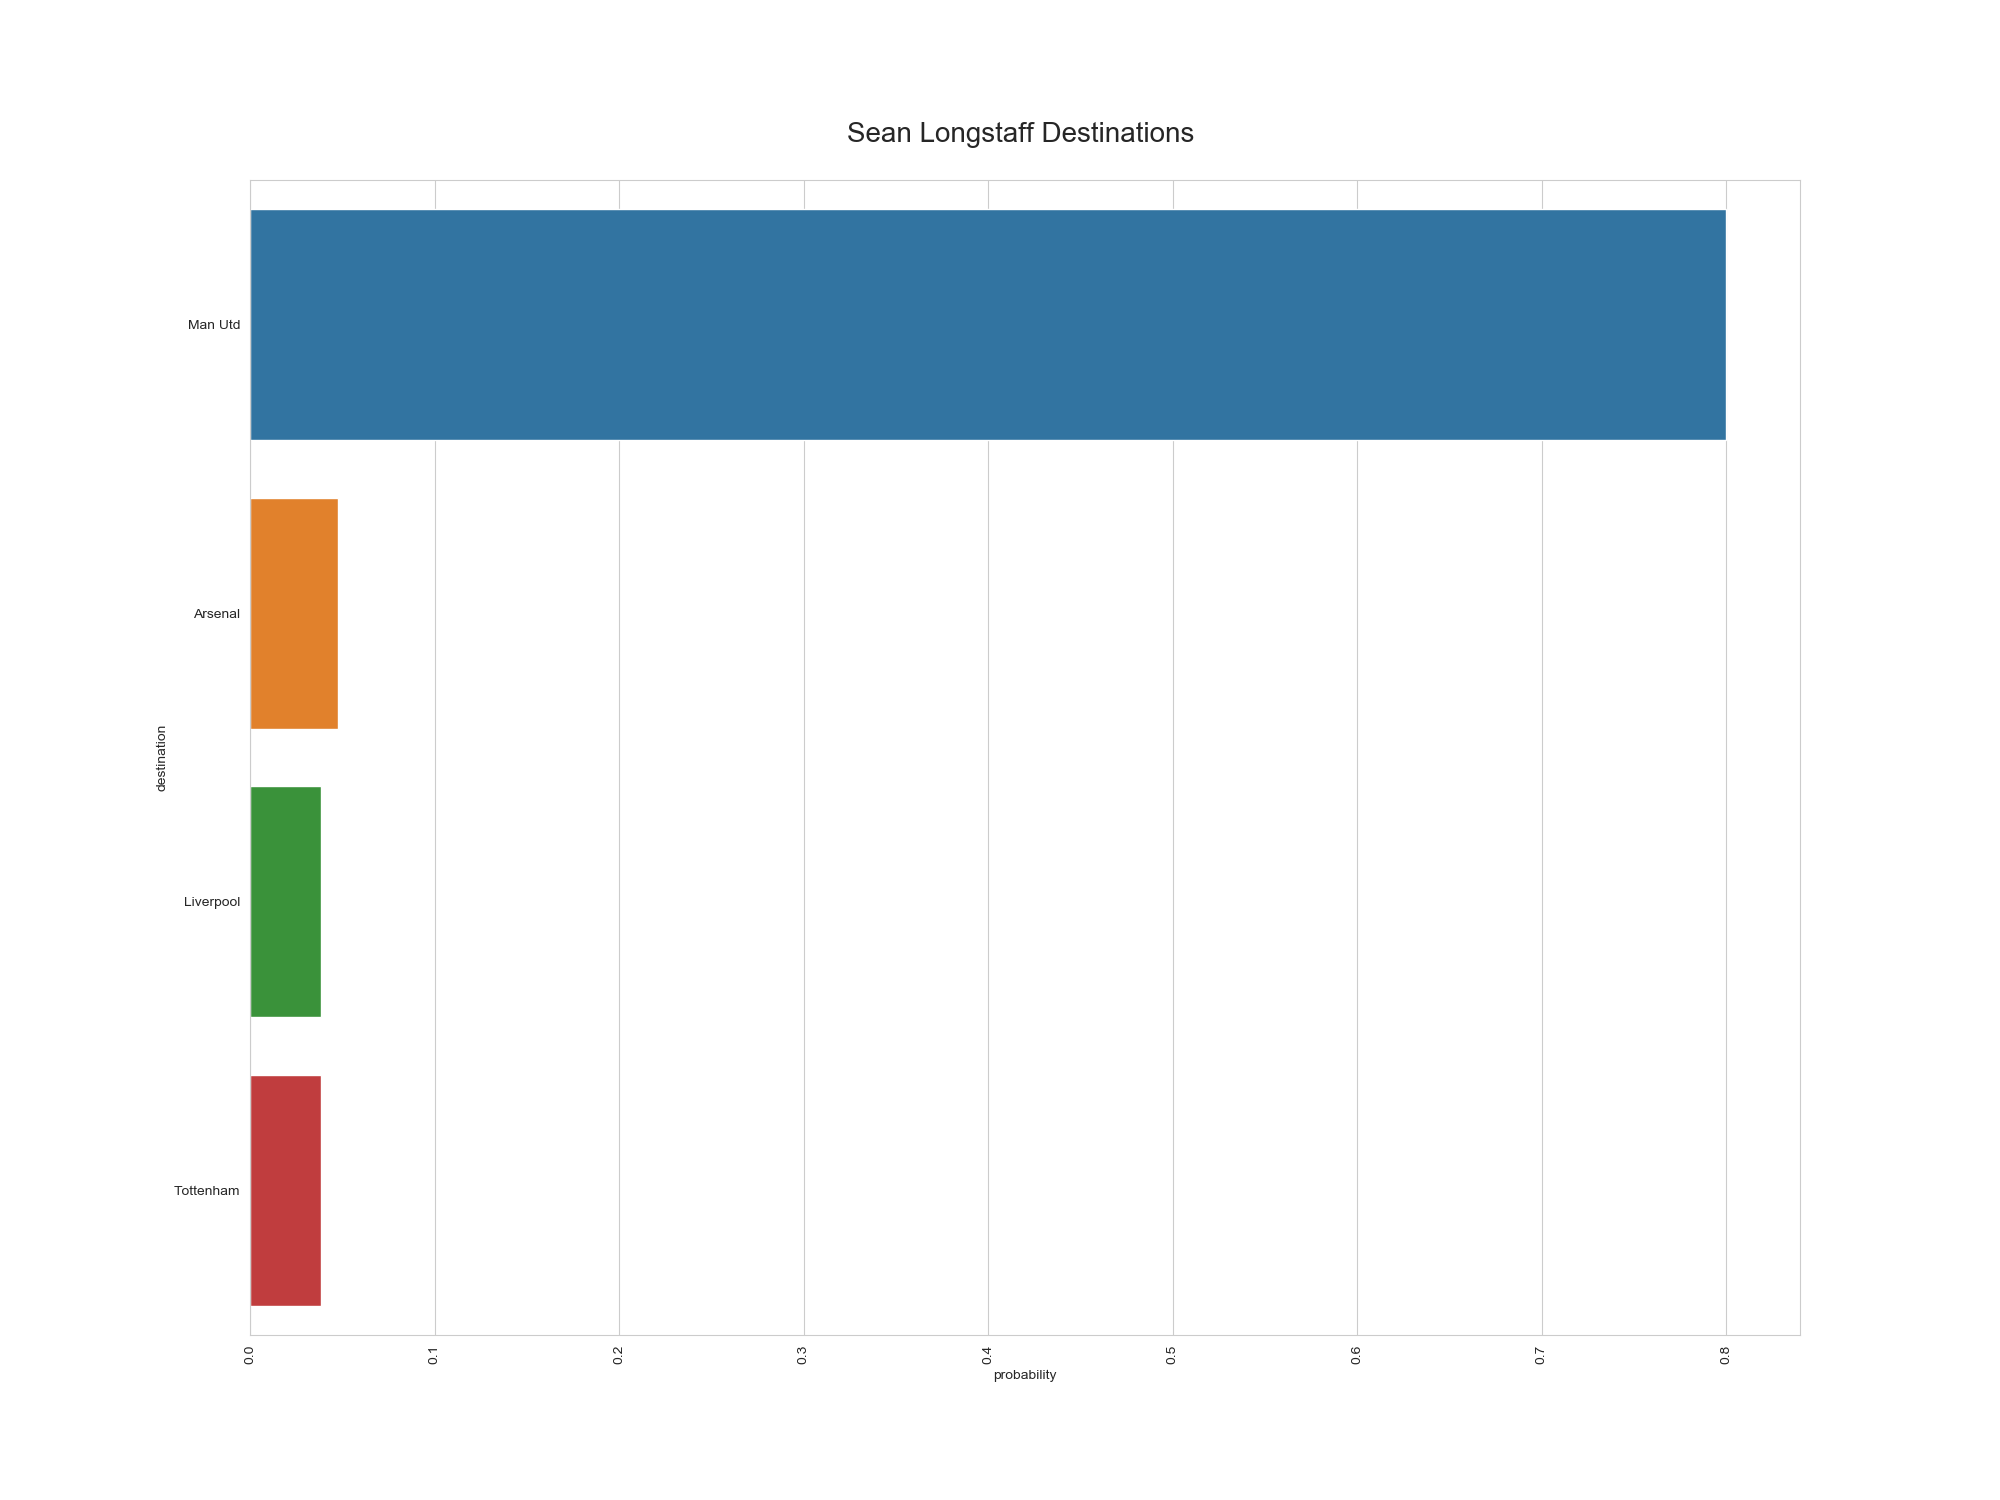 Sean Longstaff Destinations
Man Utd
Arsenal
Liverpool
Tottenham
destination
0.0 0.1 0.2 0.3 0.4 0.5 0.6 0.7 0.8
probability